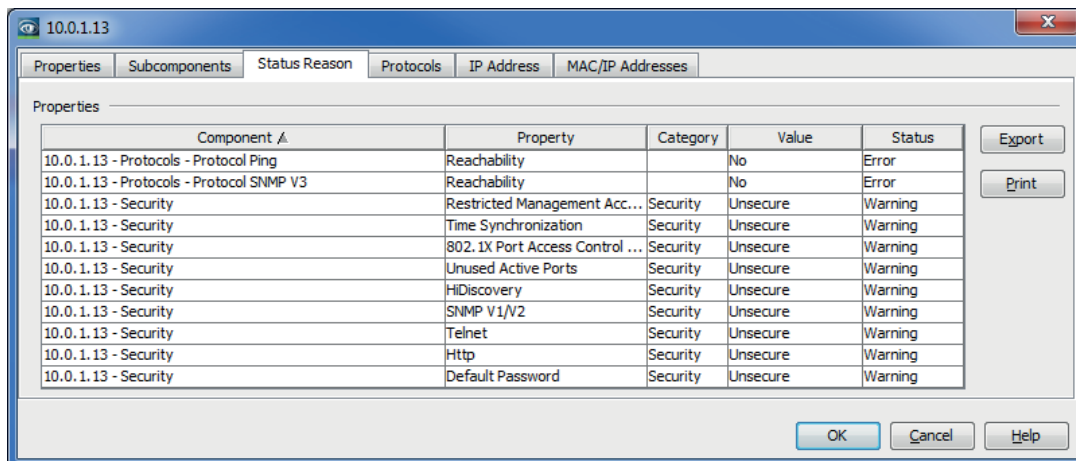 10.0.1.13
Properties Subcomponents Status Reason Protocols IP Address MAC/IP Addresses
Properties
Component Property Category Value Status
10.0.1.13 - Protocols - Protocol Ping Reachability No Error
10.0.1.13 - Protocols - Protocol SNMP V3 Reachability No Error
10.0.1.13 - Security Restricted Management Acc... Security Unsecure Warning
10.0.1.13 - Security Time Synchronization Security Unsecure Warning
10.0.1.13 - Security 802.1X Port Access Control ... Security Unsecure Warning
10.0.1.13 - Security Unused Active Ports Security Unsecure Warning
10.0.1.13 - Security HiDiscovery Security Unsecure Warning
10.0.1.13 - Security SNMP V1/V2 Security Unsecure Warning
10.0.1.13 - Security Telnet Security Unsecure Warning
10.0.1.13 - Security Http Security Unsecure Warning
10.0.1.13 - Security Default Password Security Unsecure Warning
Export
Print
OK Cancel Help